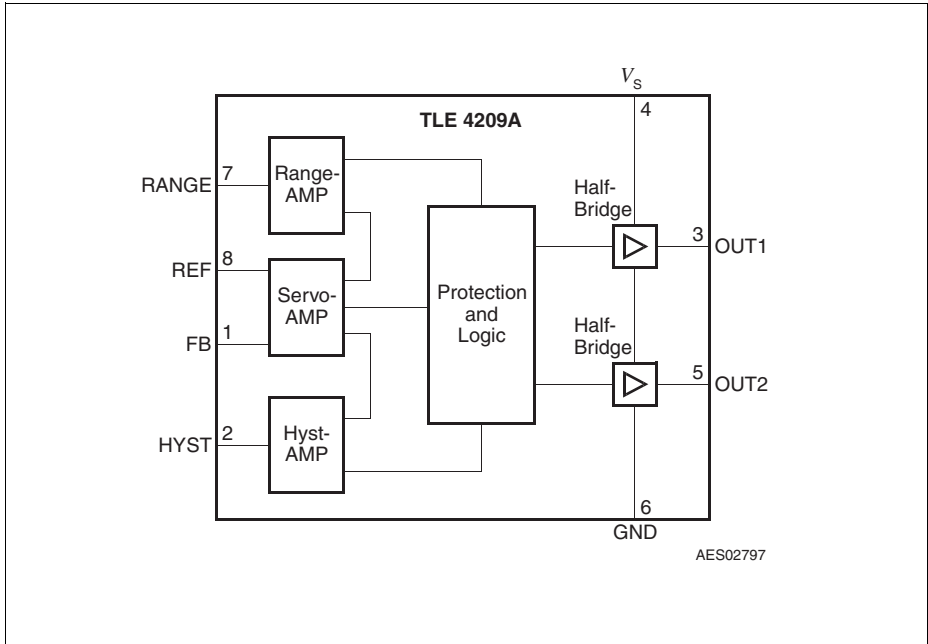 V_S
4
TLE 4209A
RANGE
7
Range-
AMP
Half-
Bridge
3
OUT1
REF
8
Servo-
AMP
Protection
and
Logic
FB
1
Half-
Bridge
5
OUT2
HYST
2
Hyst-
AMP
6
GND
AES02797